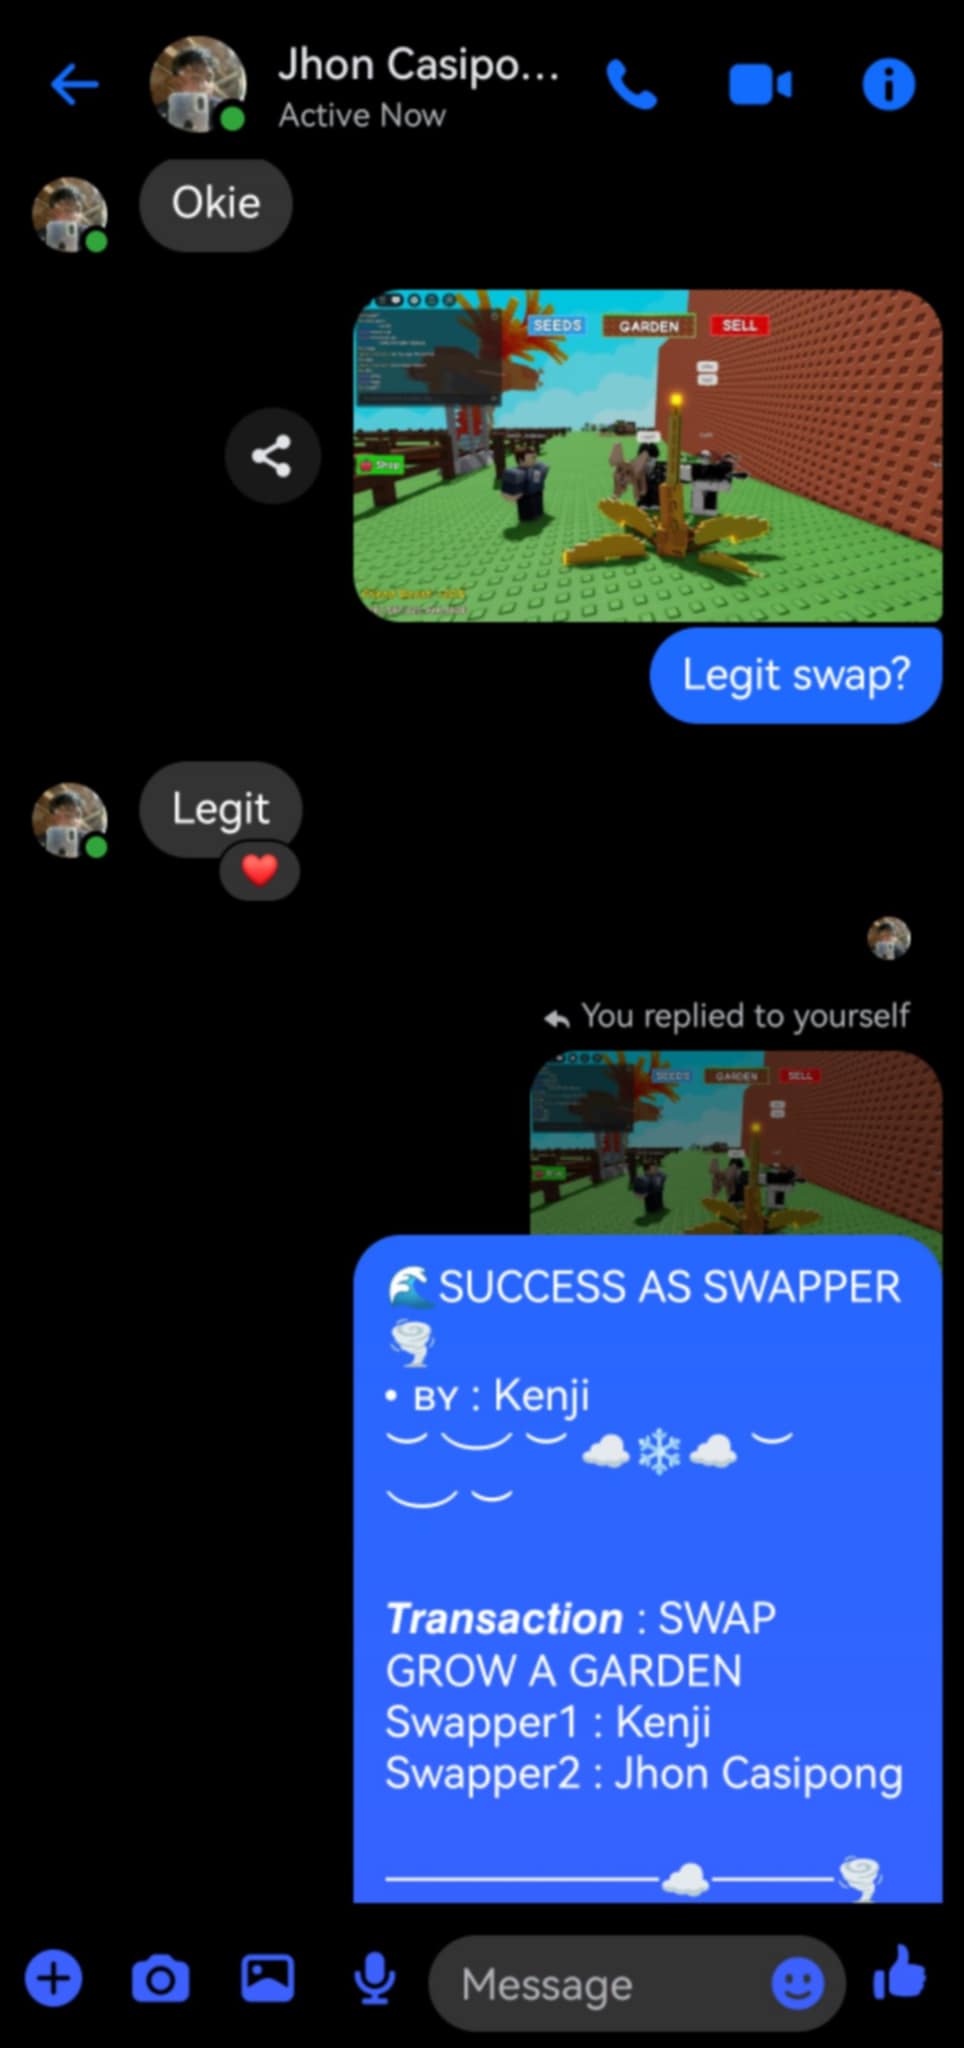 Jhon Casipo...
Active Now
Okie
SEEDS
GARDEN
SELL
Shop
Legit swap?
Legit
You replied to yourself
SEEDS
GARDEN
SELL
🌊SUCCESS AS SWAPPER
🌪
• BY : Kenji
︶ ⏝ ︶ ☁️❄️☁️ ︶
⏝ ︶
Transaction : SWAP
GROW A GARDEN
Swapper1 : Kenji
Swapper2 : Jhon Casipong
Message